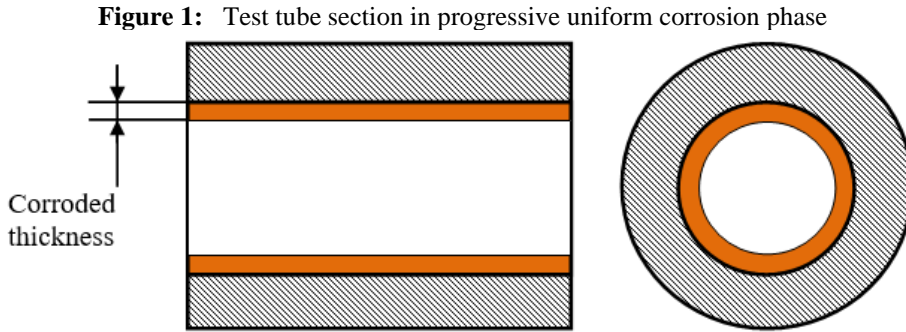 Figure 1: Test tube section in progressive uniform corrosion phase
Corroded
thickness